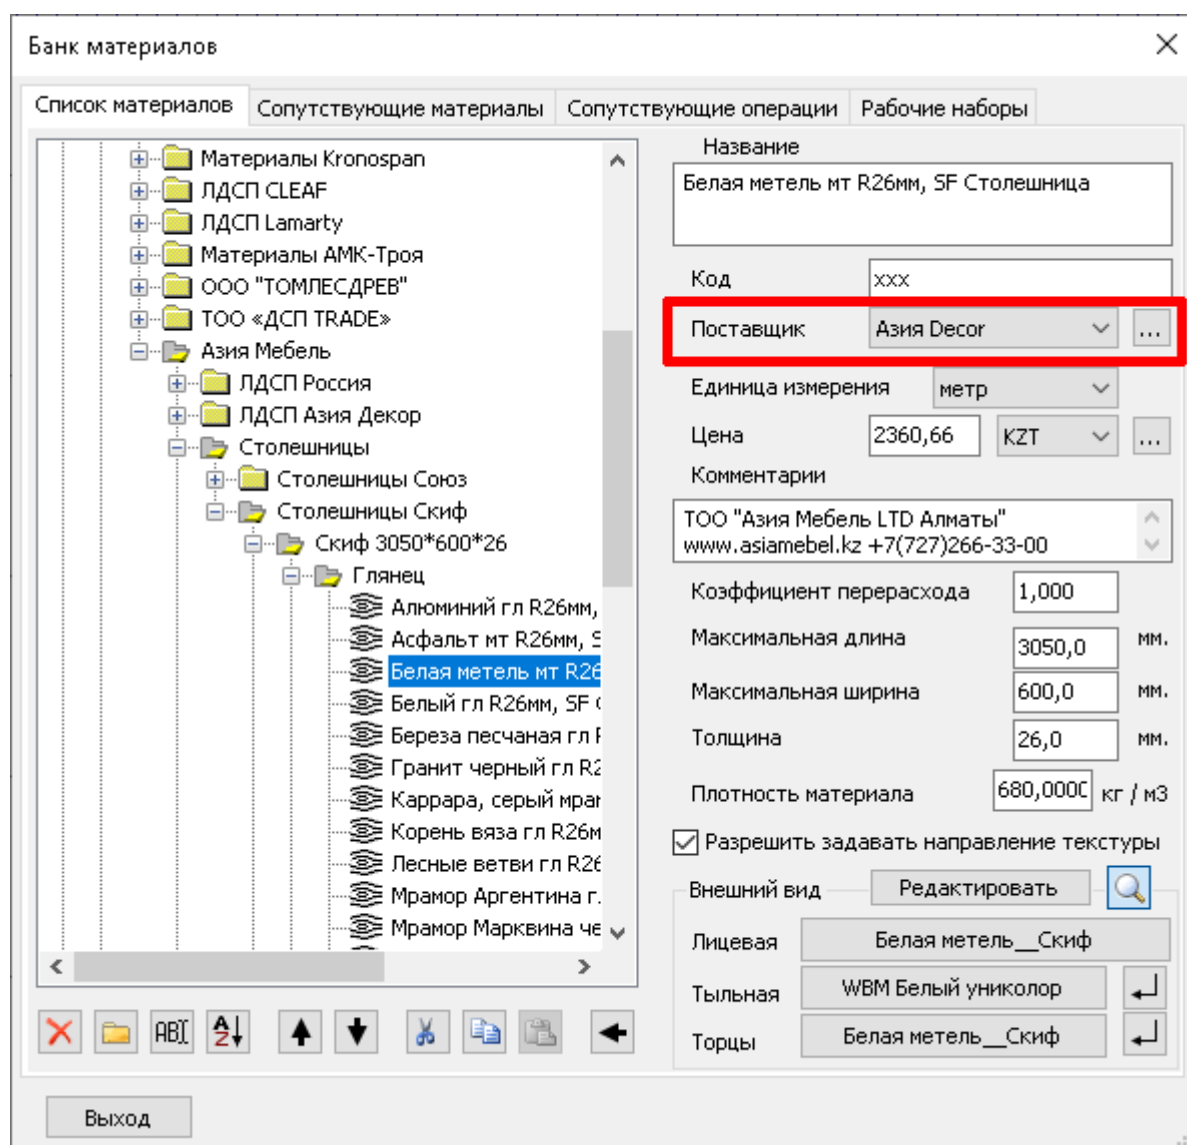 Банк материалов
Список материалов
Сопутствующие материалы
Сопутствующие операции
Рабочие наборы
Материалы Kronospan
ЛДСП CLEAF
ЛДСП Lamarty
Материалы АМК-Троя
ООО "ТОМЛЕСДРЕВ"
ТОО «ДСП TRADE»
Азия Мебель
ЛДСП Россия
ЛДСП Азия Декор
Столешницы
Столешницы Союз
Столешницы Скиф
Скиф 3050*600*26
Глянец
Алюминий гл R26мм,
Асфальт мт R26мм, S
Белая метель мт R26
Белый гл R26мм, SF
Береза песчаная гл
Гранит черный гл R2
Каррара, серый
Корень вяза гл R26м
Лесные ветви гл R26
Мрамор Аргентина г.
Мрамор Марквина че
Название
Белая метель мт R26мм, SF Столешница
Код
xxx
Поставщик
Азия Decor
...
Единица измерения
метр
Цена
2360,66
KZT
...
Комментарии
ТОО "Азия Мебель LTD Алматы"
www.asiamebel.kz +7(727)266-33-00
Коэффициент перерасхода
1,000
Максимальная длина
3050,0
мм.
Максимальная ширина
600,0
мм.
Толщина
26,0
мм.
Плотность материала
680,000
кг / м3
Разрешить задавать направление текстуры
Внешний вид
Редактировать
Лицевая
Белая метель__Скиф
Тыльная
WBM Белый униколор
Торцы
Белая метель__Скиф
ABI
AZ
Выход